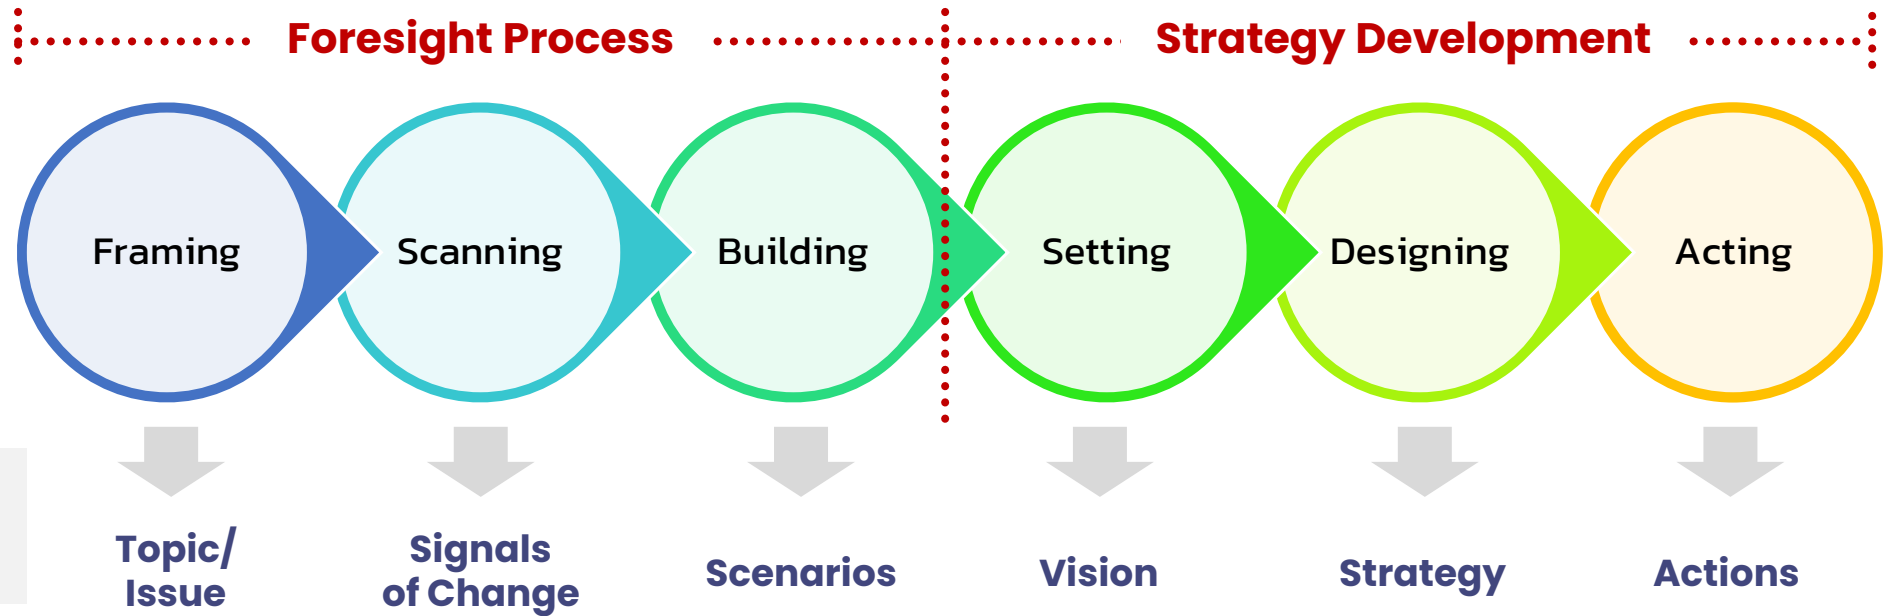 Foresight Process
Strategy Development
Framing
Scanning
Building
Setting
Designing
Acting
Topic/
Issue
Signals
of Change
Scenarios
Vision
Strategy
Actions